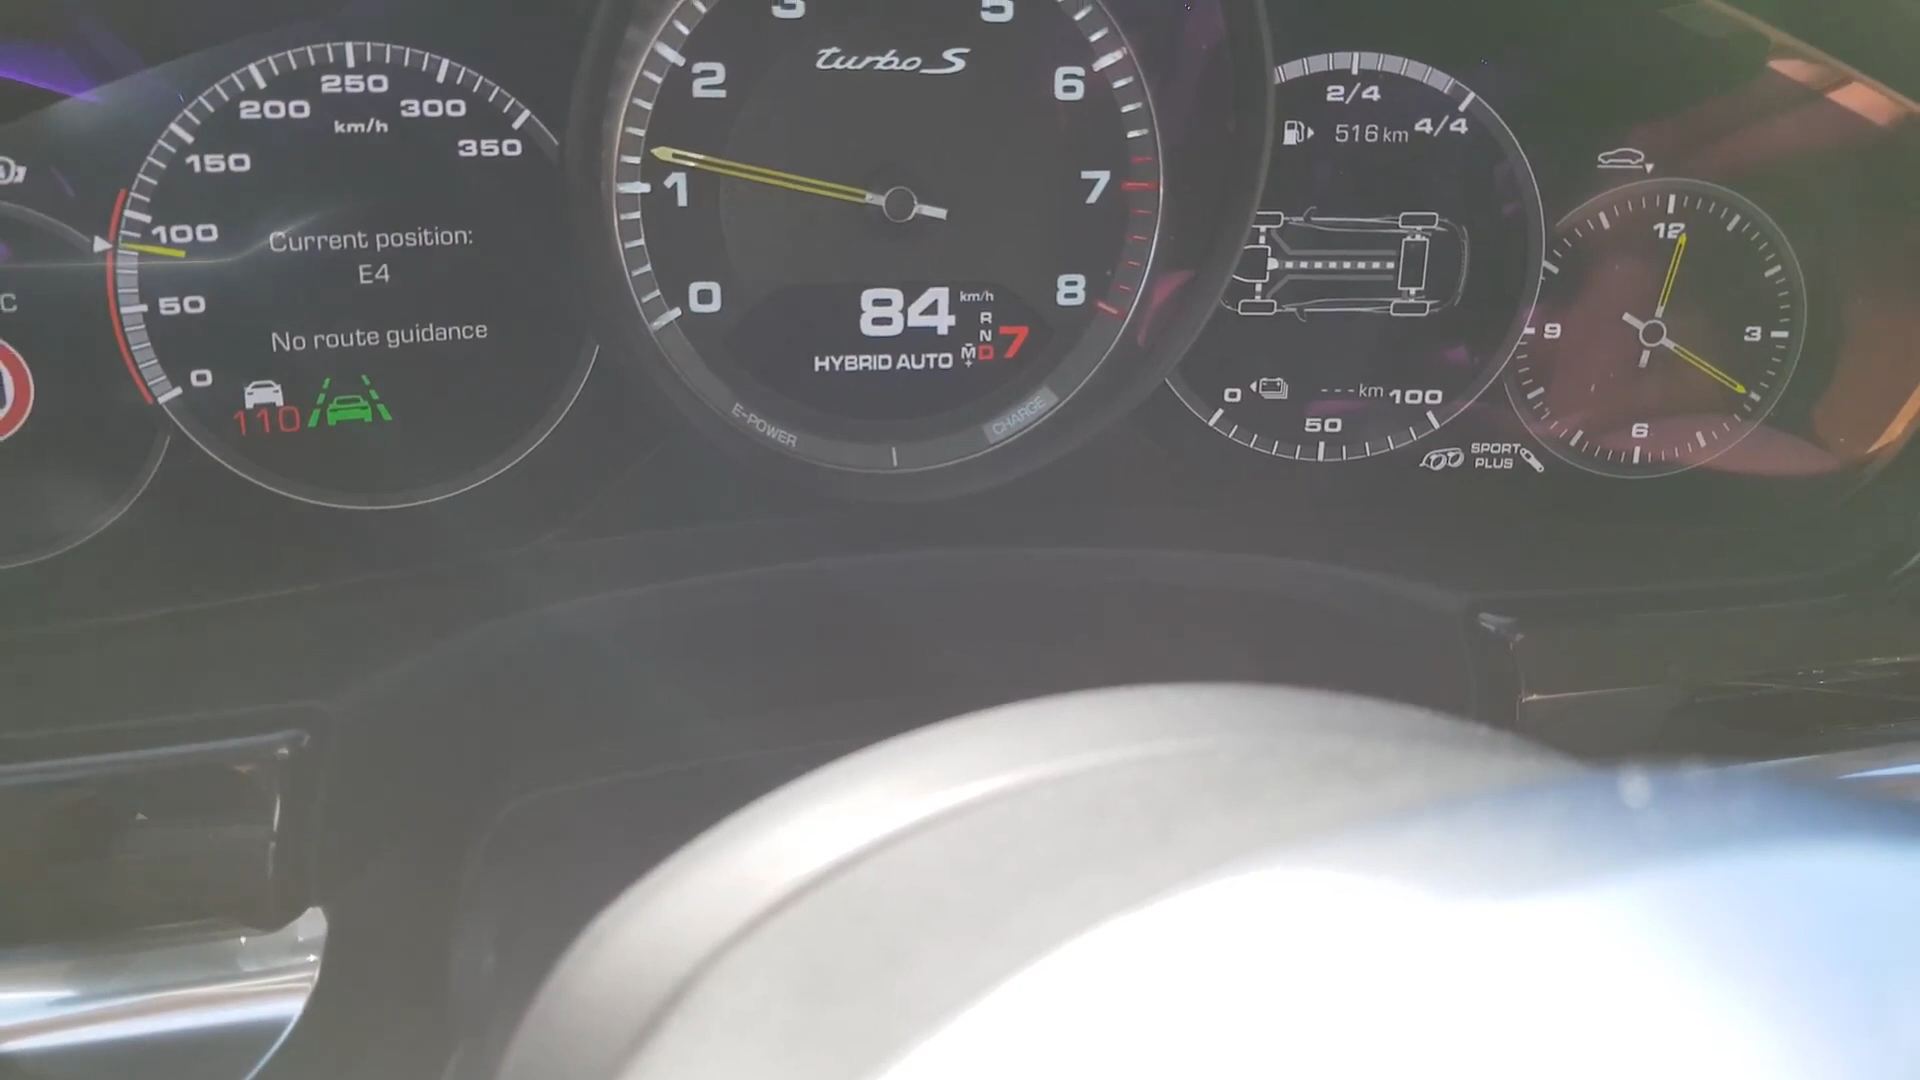 C
0
50
100
150
200
250
300
350
km/h
Current position:
E4
No route guidance
110
0
1
2
3
5
6
7
8
turbo S
84 km/h
R
N
M D 7
+
HYBRID AUTO
E-POWER
CHARGE
2/4
4/4
516 km
0
50
100
--- km
SPORT
PLUS
12
3
6
9